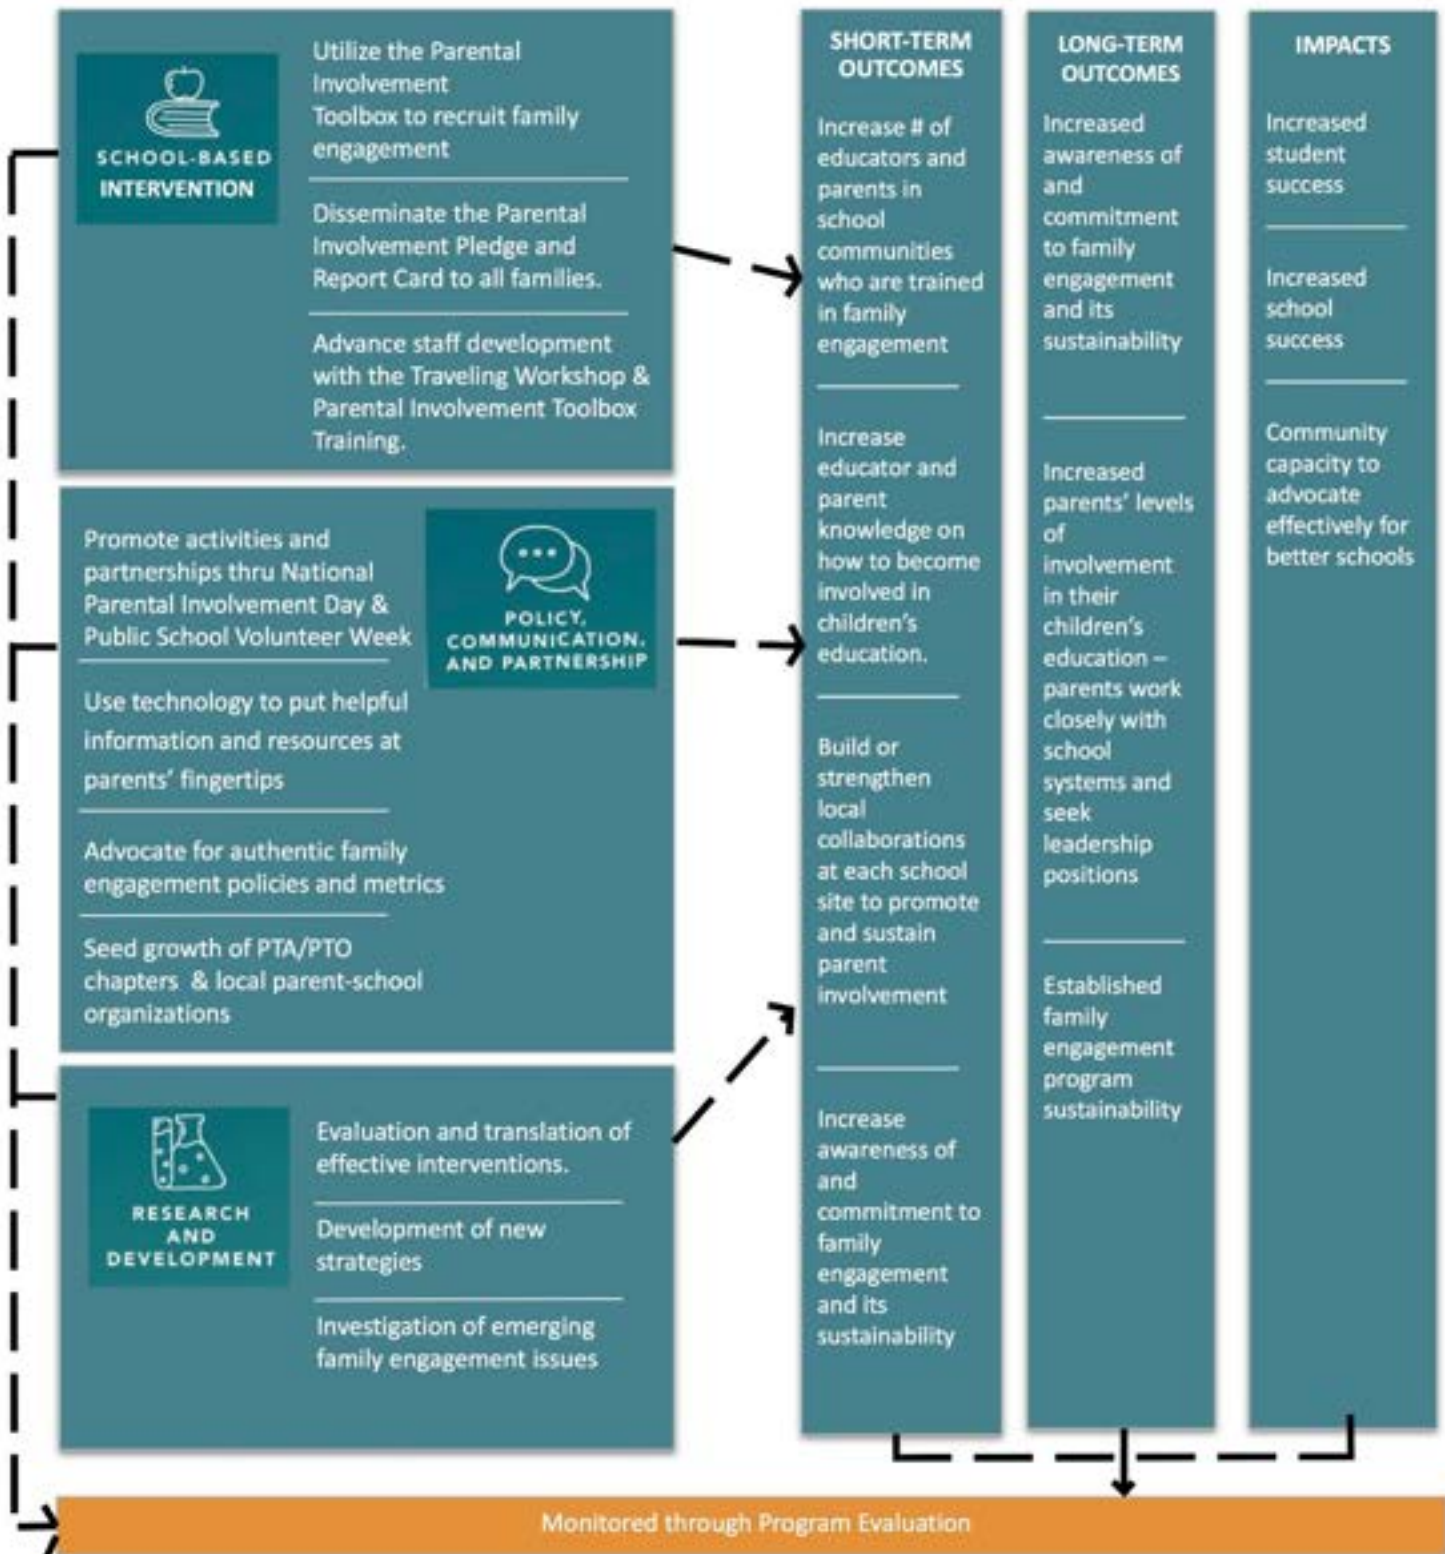 SCHOOL-BASED
INTERVENTION
Utilize the Parental
Involvement
Toolbox to recruit family
engagement
Disseminate the Parental
Involvement Pledge and
Report Card to all families.
Advance staff development
with the Traveling Workshop &
Parental Involvement Toolbox
Training.
Promote activities and
partnerships thru National
Parental Involvement Day &
Public School Volunteer Week
Use technology to put helpful
information and resources at
parents' fingertips
Advocate for authentic family
engagement policies and metrics
Seed growth of PTA/PTO
chapters & local parent-school
organizations
POLICY,
COMMUNICATION,
AND PARTNERSHIP
RESEARCH
AND
DEVELOPMENT
Evaluation and translation of
effective interventions.
Development of new
strategies
Investigation of emerging
family engagement issues
SHORT-TERM
OUTCOMES
Increase # of
educators and
parents in
school
communities
who are trained
in family
engagement
Increase
educator and
parent
knowledge on
how to become
involved in
children's
education.
Build or
strengthen
local
collaborations
at each school
site to promote
and sustain
parent
involvement
Increase
awareness of
and
commitment to
family
engagement
and its
sustainability
LONG-TERM
OUTCOMES
Increased
awareness of
and
commitment
to family
engagement
and its
sustainability
Increased
parents' levels
of
involvement
in their
children's
education –
parents work
closely with
school
systems and
seek
leadership
positions
Established
family
engagement
program
sustainability
IMPACTS
Increased
student
success
Increased
school
success
Community
capacity to
advocate
effectively for
better schools
Monitored through Program Evaluation